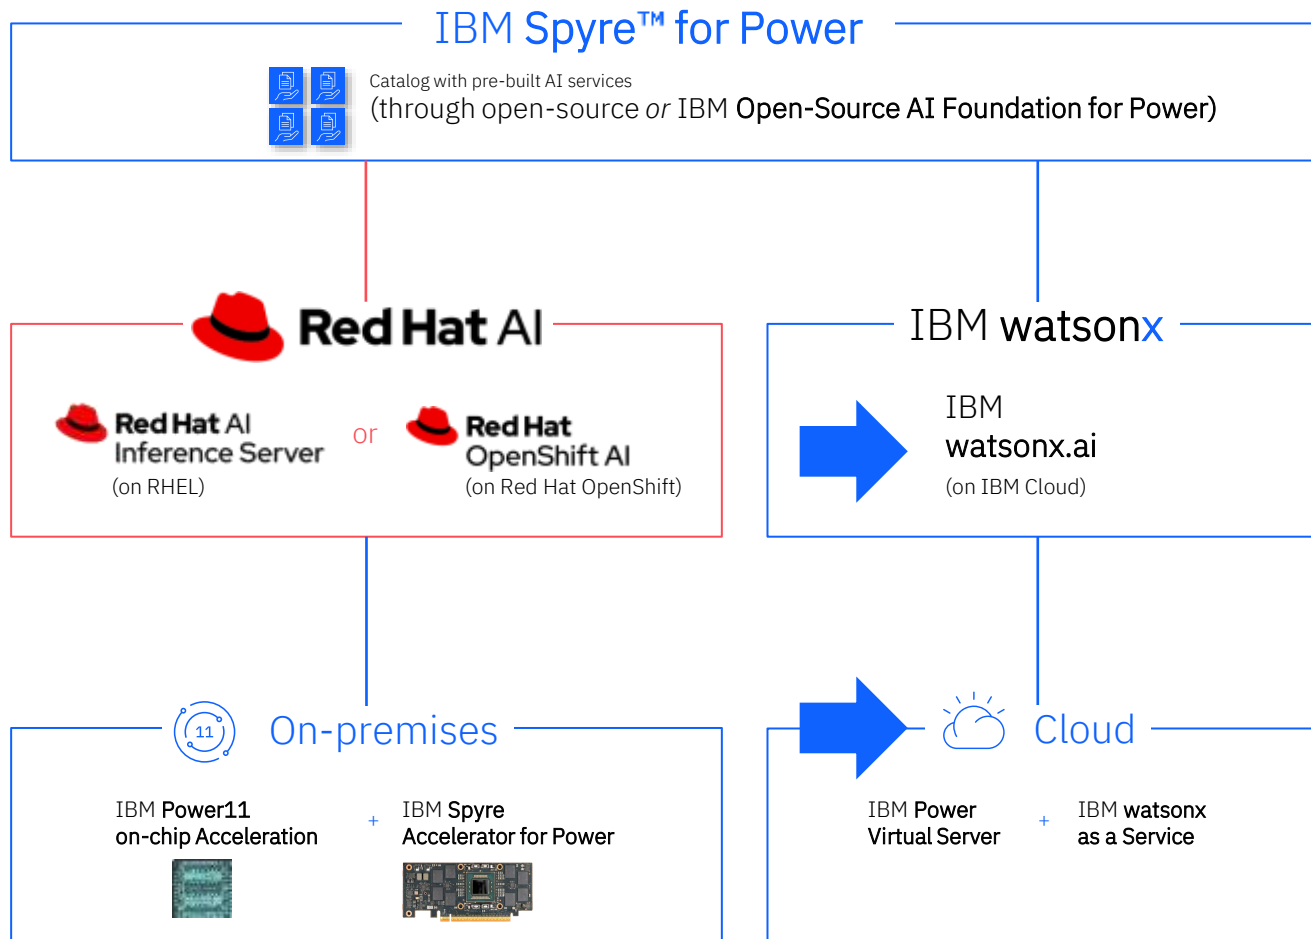 IBM Spyre™ for Power
Catalog with pre-built AI services
(through open-source or IBM Open-Source AI Foundation for Power)
Red Hat AI
Red Hat AI
Inference Server
(on RHEL)
or
Red Hat
OpenShift AI
(on Red Hat OpenShift)
IBM watsonx
IBM
watsonx.ai
(on IBM Cloud)
11
On-premises
IBM Power11
on-chip Acceleration
+
IBM Spyre
Accelerator for Power
Cloud
IBM Power
Virtual Server
+
IBM watsonx
as a Service